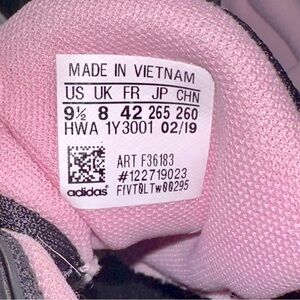 MADE IN VIETNAM
US UK FR JP CHN
9½ 8 42 265 260
HWA 1Y3001 02/19
ART F36183
#122719023
adidas® FfVT0LTw00295